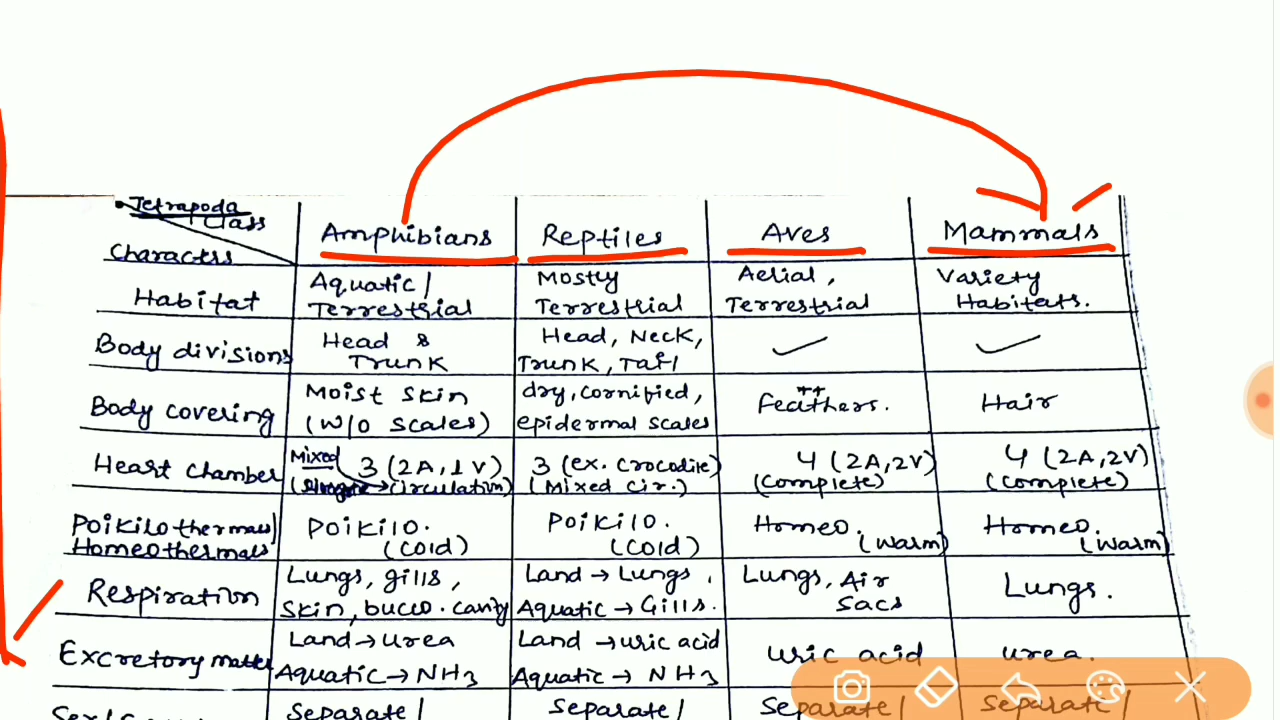 Tetrapoda
Class
Characters
Amphibians
Reptiles
Aves
Mammals
Habitat
Aquatic /
Terrestrial
Mostly
Terrestrial
Aerial,
Terrestrial
Variety
Habitats.
Body divisions
Head &
Trunk
Head, Neck,
Trunk, Tail
✓
✓
Body covering
Moist skin
(w/o scales)
dry, cornified,
epidermal scales
Feathers.
Hair
Heart chamber
Mixed 3 (2A, 1V)
circulation)
3 (ex. crocodile)
(Mixed cir.)
4 (2A, 2V)
(complete)
4 (2A, 2V)
(complete)
Poikilothermals/
Homeothermals
Poikilo.
(cold)
Poikilo.
(cold)
Homeo.
(warm)
Homeo.
(warm)
Respiration
Lungs, gills,
skin, bucco. cavity
Land → Lungs,
Aquatic → Gills.
Lungs, Air
sacs
Lungs.
Excretory matter
Land → urea
Aquatic → NH3
Land → uric acid
Aquatic → NH3
uric acid
urea.
Separate /
Separate /
Separate /
Separate /